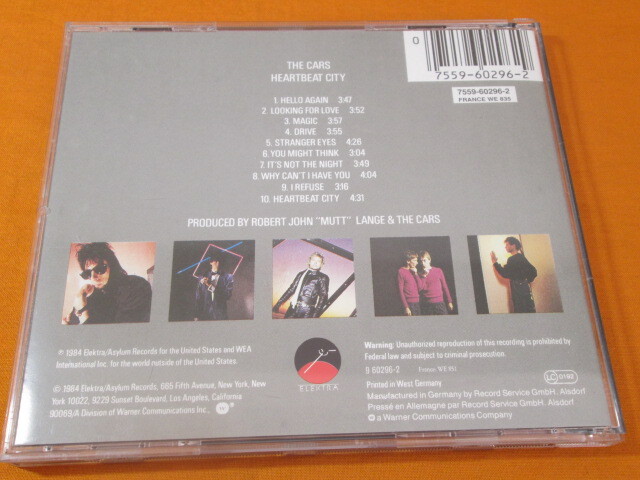 THE CARS
HEARTBEAT CITY
1. HELLO AGAIN 3:47
2. LOOKING FOR LOVE 3:52
3. MAGIC 3:57
4. DRIVE 3:55
5. STRANGER EYES 4:26
6. YOU MIGHT THINK 3:04
7. IT'S NOT THE NIGHT 3:49
8. WHY CAN'T I HAVE YOU 4:04
9. I REFUSE 3:16
10. HEARTBEAT CITY 4:31
PRODUCED BY ROBERT JOHN "MUTT" LANGE & THE CARS
0
7559-60296-2
7559-60296-2
FRANCE WE 835
℗ 1984 Elektra/Asylum Records for the United States and WEA
International Inc. for the world outside of the United States.
© 1984 Elektra/Asylum Records, 665 Fifth Avenue, New York, New
York 10022, 9229 Sunset Boulevard, Los Angeles, California
90069/A Division of Warner Communications Inc.,
ELEKTRA
Warning: Unauthorized reproduction of this recording is prohibited by
Federal law and subject to criminal prosecution.
9 60296-2
Printed in West Germany
Manufactured in Germany by Record Service GmbH. Alsdorf
Pressé en Allemagne par Record Service GmbH. Alsdorf
a Warner Communications Company